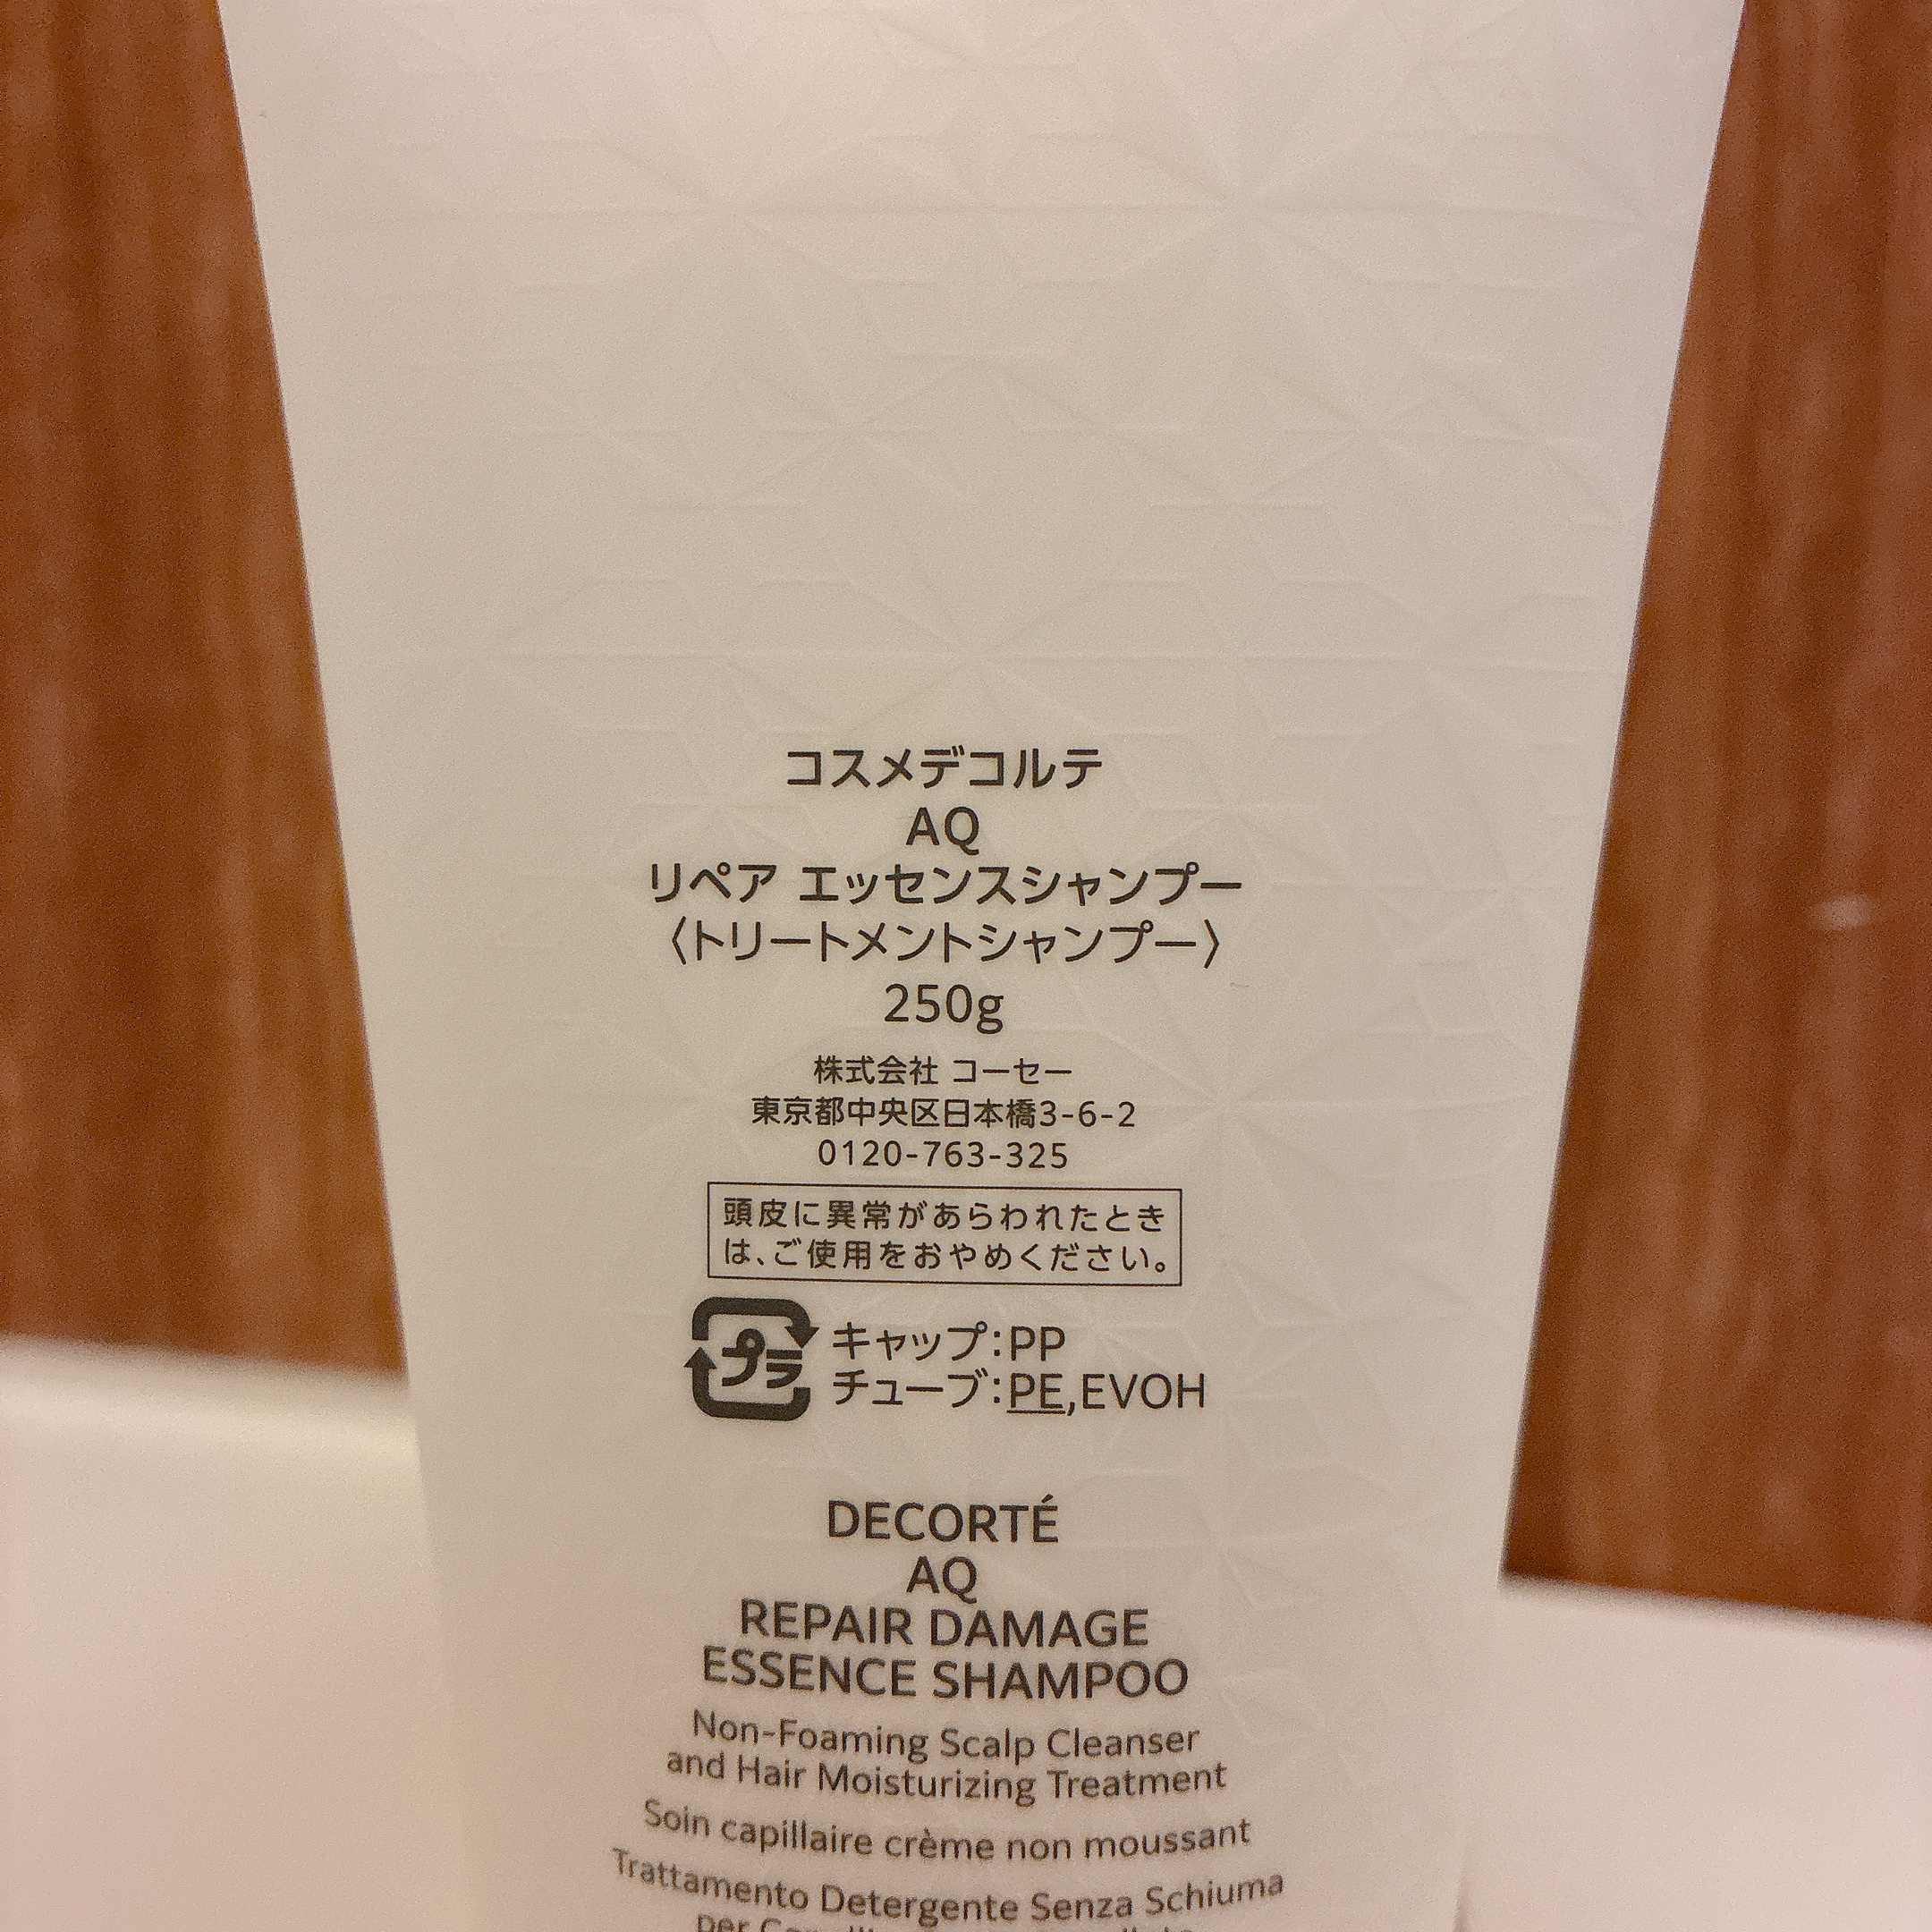 コスメデコルテ
AQ
リペア エッセンスシャンプー
〈トリートメントシャンプー〉
250g
株式会社 コーセー
東京都中央区日本橋3-6-2
0120-763-325
頭皮に異常があらわれたとき
は、ご使用をおやめください。
プラ
キャップ：PP
チューブ：PE,EVOH
DECORTÉ
AQ
REPAIR DAMAGE
ESSENCE SHAMPOO
Non-Foaming Scalp Cleanser
and Hair Moisturizing Treatment
Soin capillaire crème non moussant
Trattamento Detergente Senza Schiuma
per